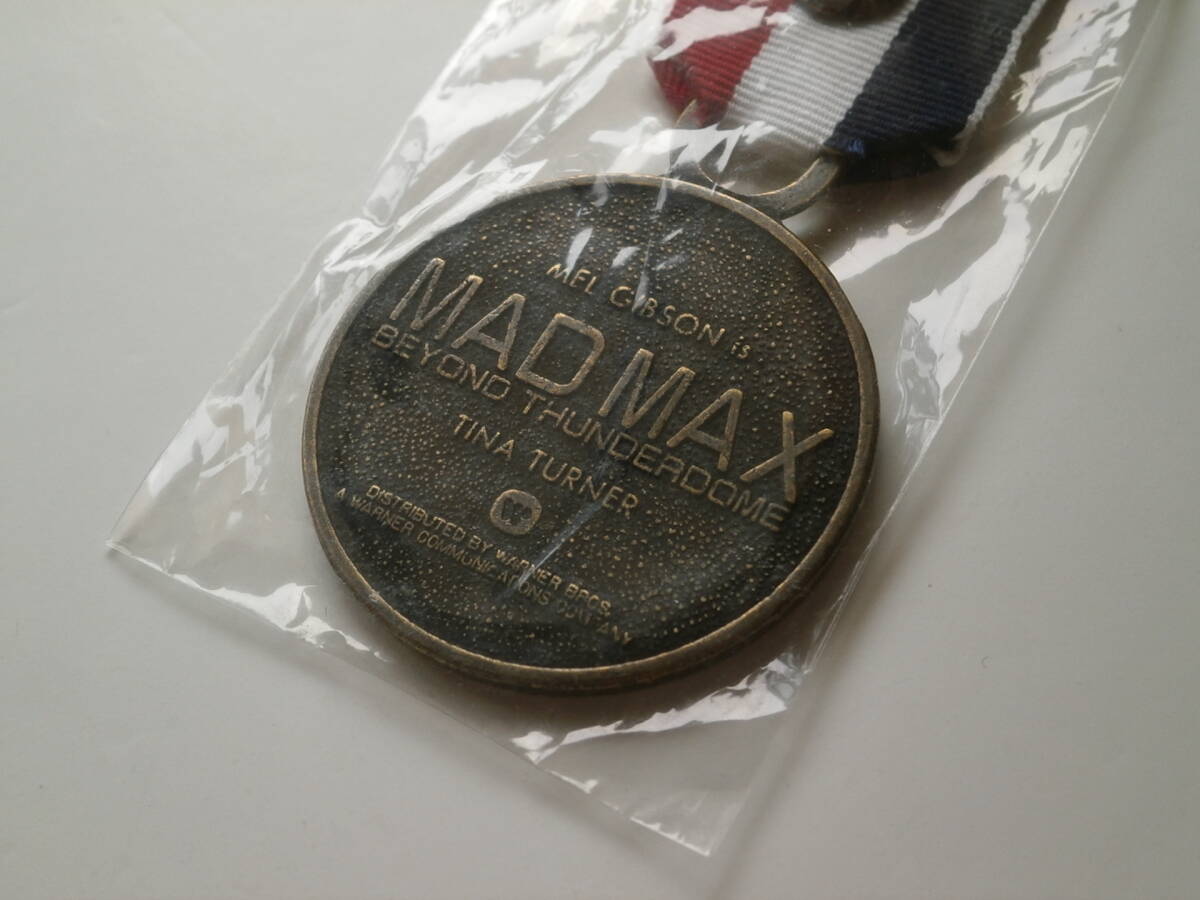 MEL GIBSON is
MAD MAX
BEYOND THUNDERDOME
TINA TURNER
DISTRIBUTED BY WARNER BROS.
A WARNER COMMUNICATIONS COMPANY